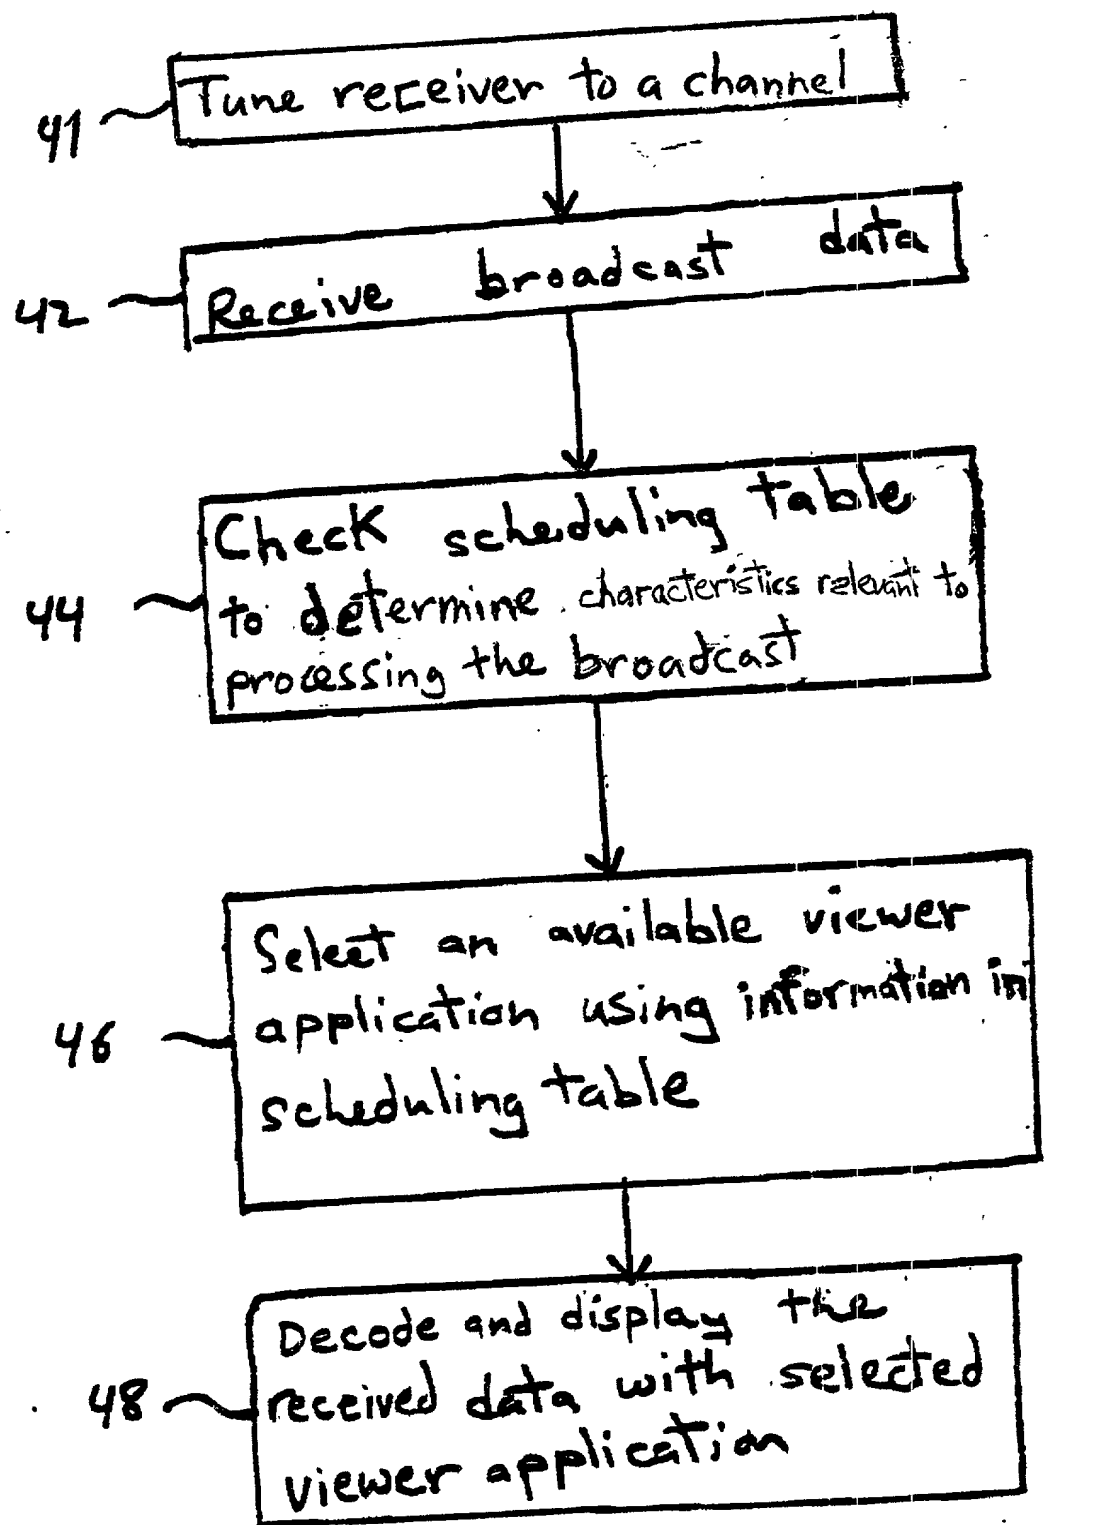 Tune receiver to a channel
41
Receive broadcast data
42
Check scheduling table
to determine characteristics relevant to
processing the broadcast
44
Select an available viewer
application using information in
scheduling table
46
Decode and display the
received data with selected
viewer application
48